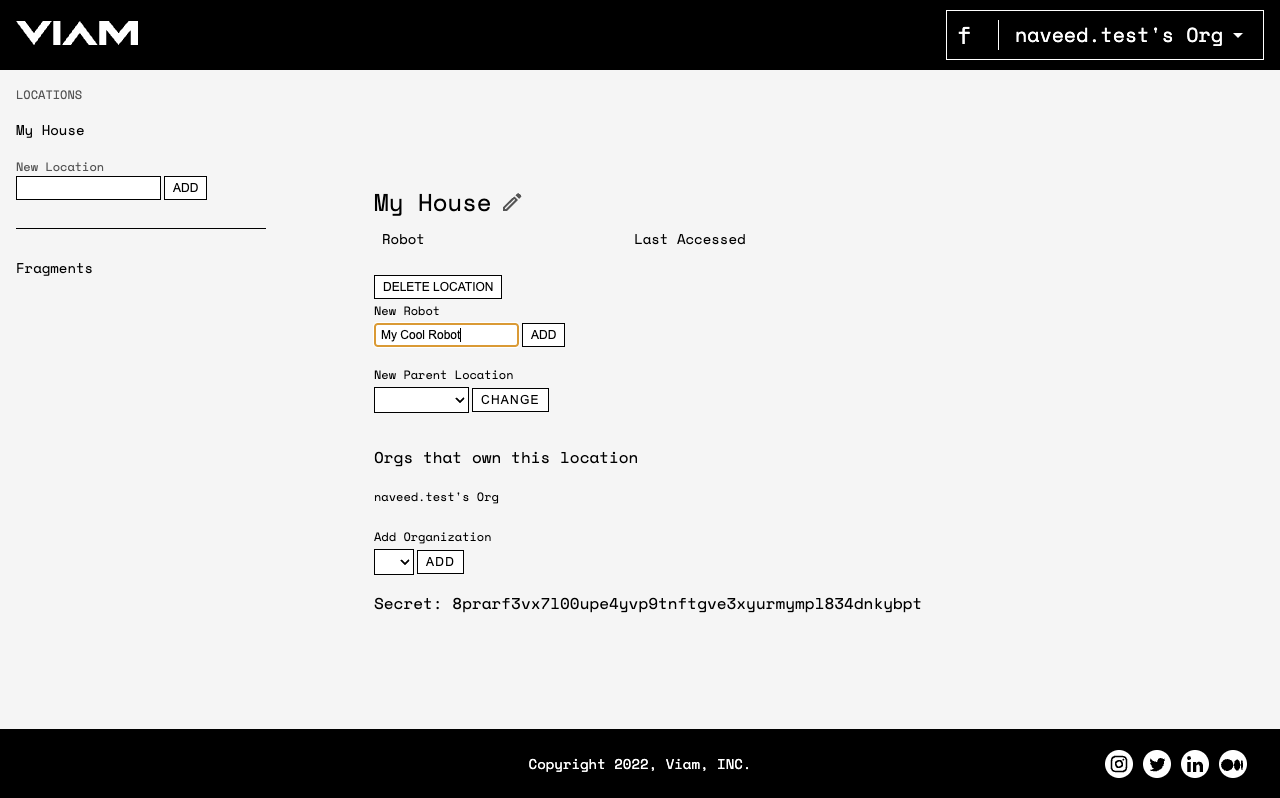 VIAM
f
naveed.test's Org
LOCATIONS
My House
New Location
ADD
Fragments
My House
Robot
Last Accessed
DELETE LOCATION
New Robot
My Cool Robot
ADD
New Parent Location
CHANGE
Orgs that own this location
naveed.test's Org
Add Organization
ADD
Secret: 8prarf3vx7l00upe4yvp9tnftgve3xyurmympl834dnkybpt
Copyright 2022, Viam, INC.